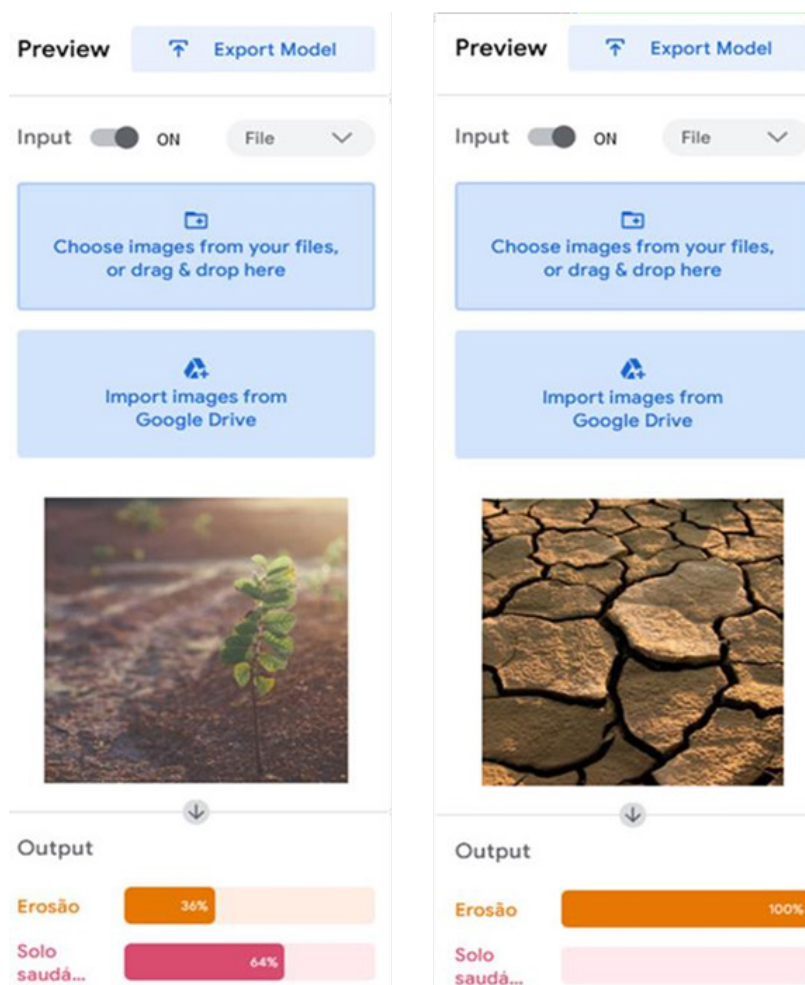 Preview
Export Model
Input
ON
File
Choose images from your files,
or drag & drop here
Import images from
Google Drive
Output
Erosão
36%
Solo
saudá...
64%
Preview
Export Model
Input
ON
File
Choose images from your files,
or drag & drop here
Import images from
Google Drive
Output
Erosão
100%
Solo
saudá...